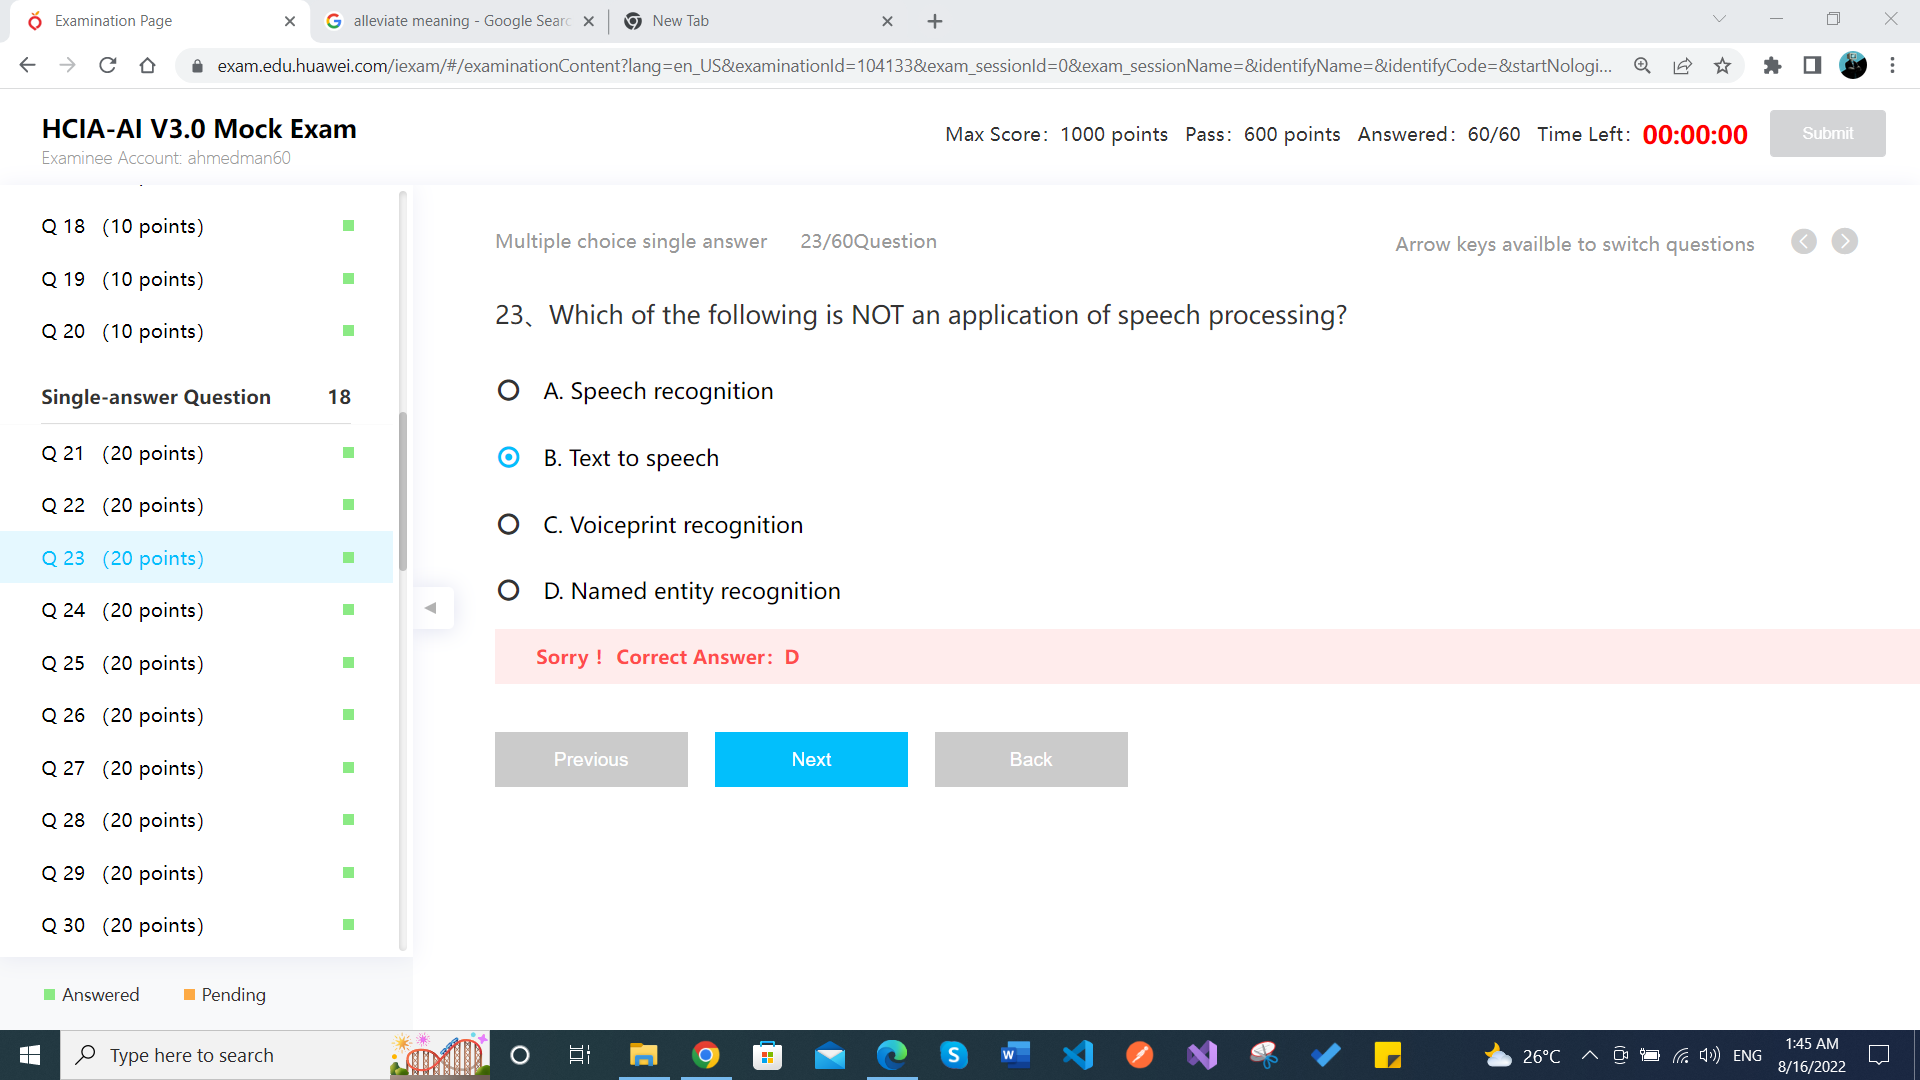 Examination Page
alleviate meaning - Google Searc
New Tab
exam.edu.huawei.com/iexam/#/examinationContent?lang=en_US&examinationId=104133&exam_sessionId=0&exam_sessionName=&identifyName=&identifyCode=&startNologi...
HCIA-AI V3.0 Mock Exam
Examinee Account: ahmedman60
Max Score: 1000 points Pass: 600 points Answered: 60/60 Time Left: 00:00:00
Submit
Q 18 (10 points)
Q 19 (10 points)
Q 20 (10 points)
Single-answer Question 18
Q 21 (20 points)
Q 22 (20 points)
Q 23 (20 points)
Q 24 (20 points)
Q 25 (20 points)
Q 26 (20 points)
Q 27 (20 points)
Q 28 (20 points)
Q 29 (20 points)
Q 30 (20 points)
Answered Pending
Multiple choice single answer 23/60Question
Arrow keys availble to switch questions
23、Which of the following is NOT an application of speech processing?
A. Speech recognition
B. Text to speech
C. Voiceprint recognition
D. Named entity recognition
Sorry ! Correct Answer: D
Previous Next Back
Type here to search
26°C
ENG
1:45 AM
8/16/2022